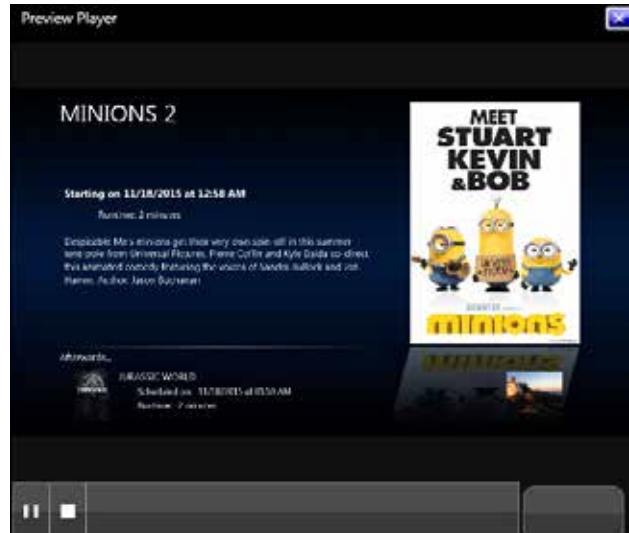 Preview Player
MINIONS 2
Starting on 11/18/2015 at 12:58 AM
Runtime: 2 minutes
Despicable Me's minions get their very own spin-off in this summer
tent-pole from Universal Pictures. Pierre Coffin and Kyle Balda co-direct
this animated comedy featuring the voices of Sandra Bullock and Jon
Hamm. Author: Jason Buchanan
Afterwards...
JURASSIC WORLD
Scheduled on: 11/18/2015 at
Runtime: 2 minutes
MEET
STUART
KEVIN
&BOB
minions